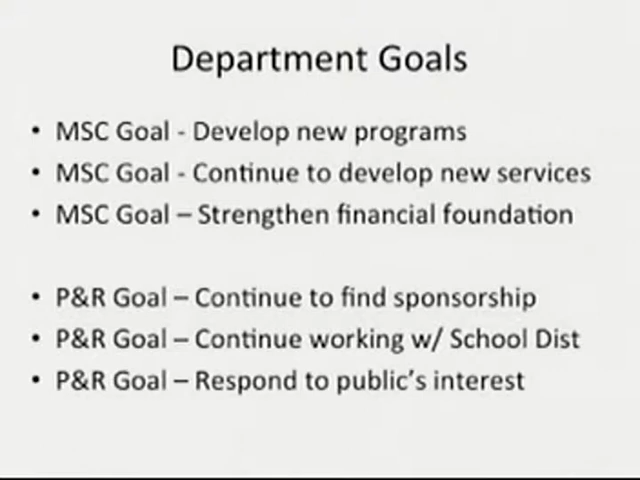 Department Goals
• MSC Goal - Develop new programs
• MSC Goal - Continue to develop new services
• MSC Goal – Strengthen financial foundation
• P&R Goal – Continue to find sponsorship
• P&R Goal – Continue working w/ School Dist
• P&R Goal – Respond to public's interest